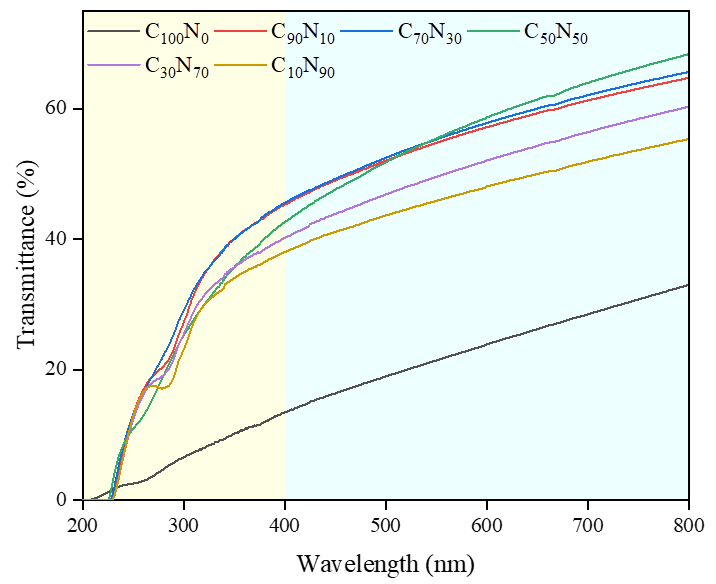 C₁₀₀N₀ C₉₀N₁₀ C₇₀N₃₀ C₅₀N₅₀
C₃₀N₇₀ C₁₀N₉₀
60
40
20
0
Transmittance (%)
200 300 400 500 600 700 800
Wavelength (nm)